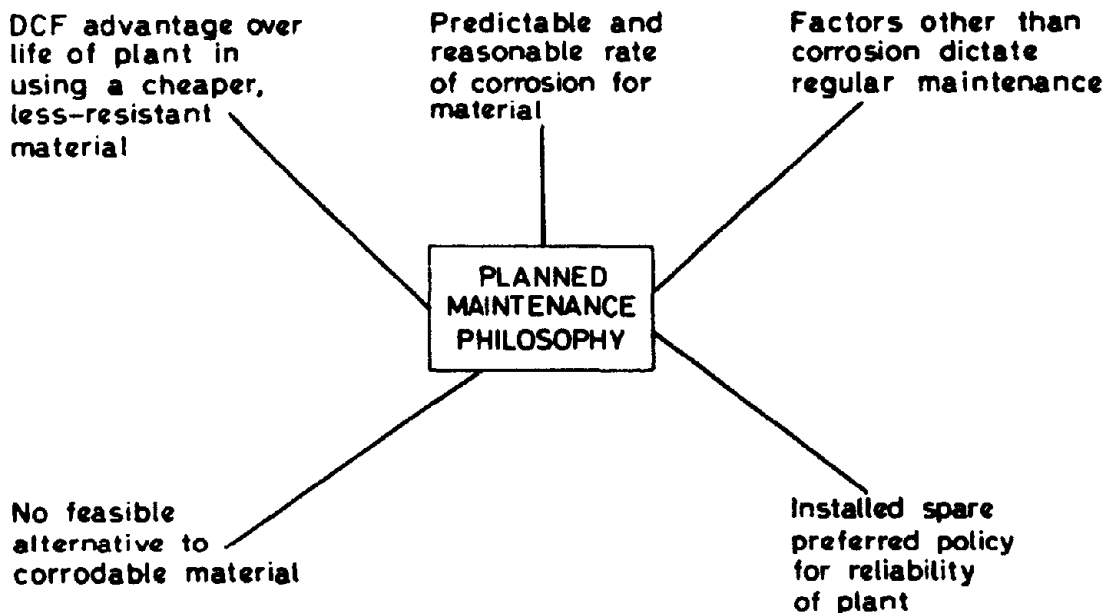 DCF advantage over
life of plant in
using a cheaper,
less-resistant
material
Predictable and
reasonable rate
of corrosion for
material
Factors other than
corrosion dictate
regular maintenance
PLANNED
MAINTENANCE
PHILOSOPHY
No feasible
alternative to
corrodable material
Installed spare
preferred policy
for reliability
of plant